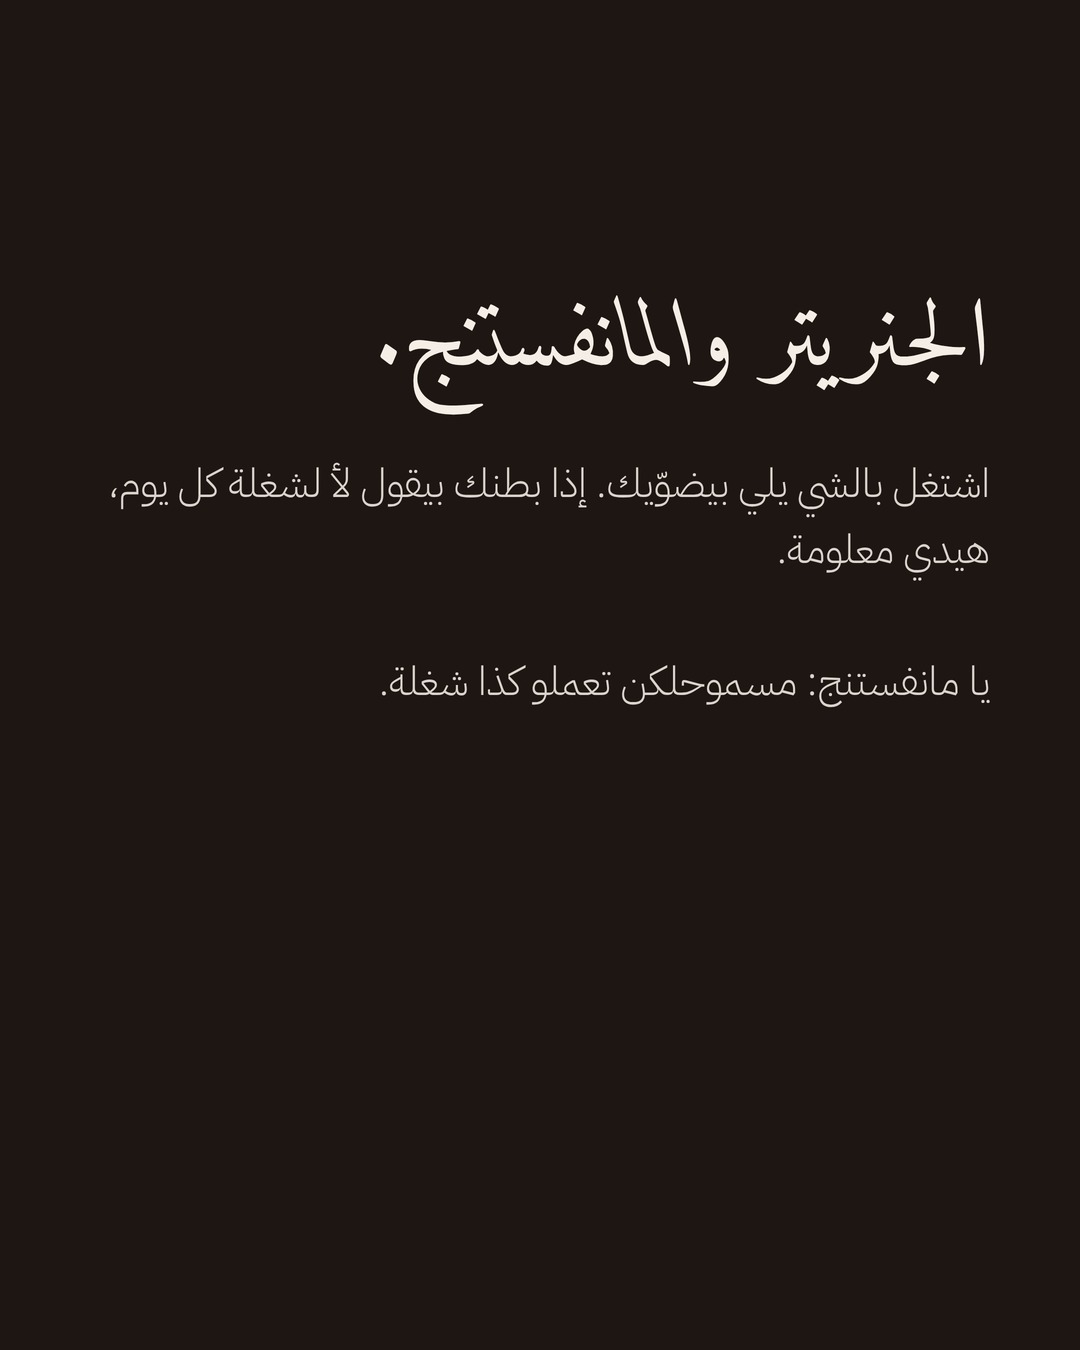 الجنريتر والمانفستنج.
اشتغل بالشي يلي بيضوّيك. إذا بطنك بيقول لأ لشغلة كل يوم،
هيدي معلومة.
يا مانفستنج: مسموحلكن تعملو كذا شغلة.